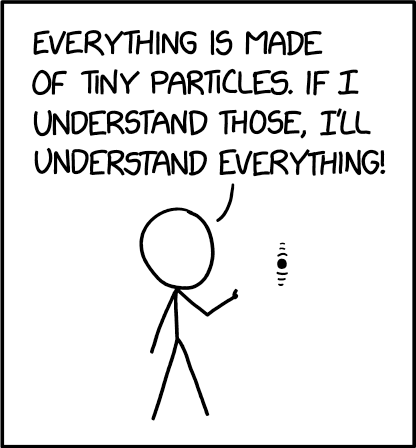 EVERYTHING IS MADE
OF TINY PARTICLES. IF I
UNDERSTAND THOSE, I'LL
UNDERSTAND EVERYTHING!